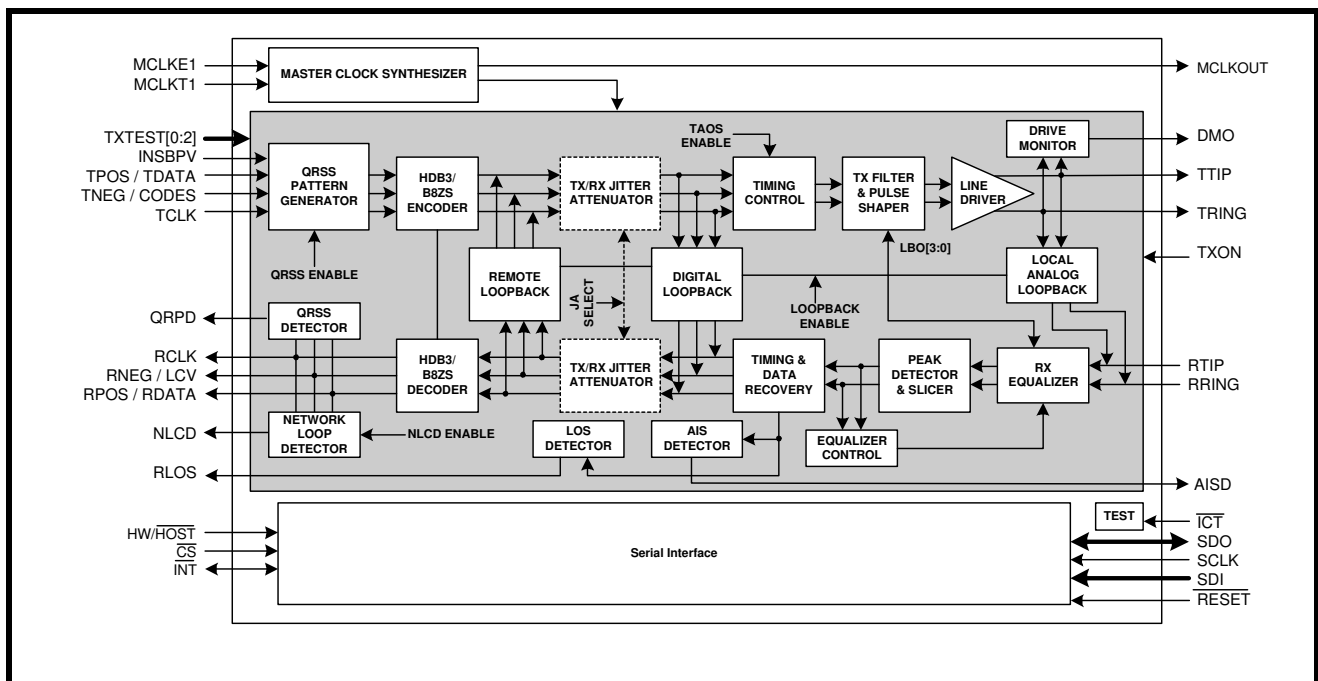 MCLKE1
MCLKT1
MASTER CLOCK SYNTHESIZER
MCLKOUT
TXTEST[0:2]
INSBPV
TPOS / TDATA
TNEG / CODES
TCLK
QRSS
PATTERN
GENERATOR
HDB3/
B8ZS
ENCODER
TX/RX JITTER
ATTENUATOR
TAOS
ENABLE
TIMING
CONTROL
TX FILTER
& PULSE
SHAPER
LINE
DRIVER
DRIVE
MONITOR
DMO
TTIP
TRING
TXON
QRSS ENABLE
REMOTE
LOOPBACK
JA
SELECT
DIGITAL
LOOPBACK
LOOPBACK
ENABLE
LBO[3:0]
LOCAL
ANALOG
LOOPBACK
QRPD
RCLK
RNEG / LCV
RPOS / RDATA
NLCD
RLOS
QRSS
DETECTOR
HDB3/
B8ZS
DECODER
TX/RX JITTER
ATTENUATOR
TIMING &
DATA
RECOVERY
PEAK
DETECTOR
& SLICER
RX
EQUALIZER
RTIP
RRING
NETWORK
LOOP
DETECTOR
NLCD ENABLE
LOS
DETECTOR
AIS
DETECTOR
EQUALIZER
CONTROL
AISD
HW/HOST
CS
INT
Serial Interface
TEST
ICT
SDO
SCLK
SDI
RESET